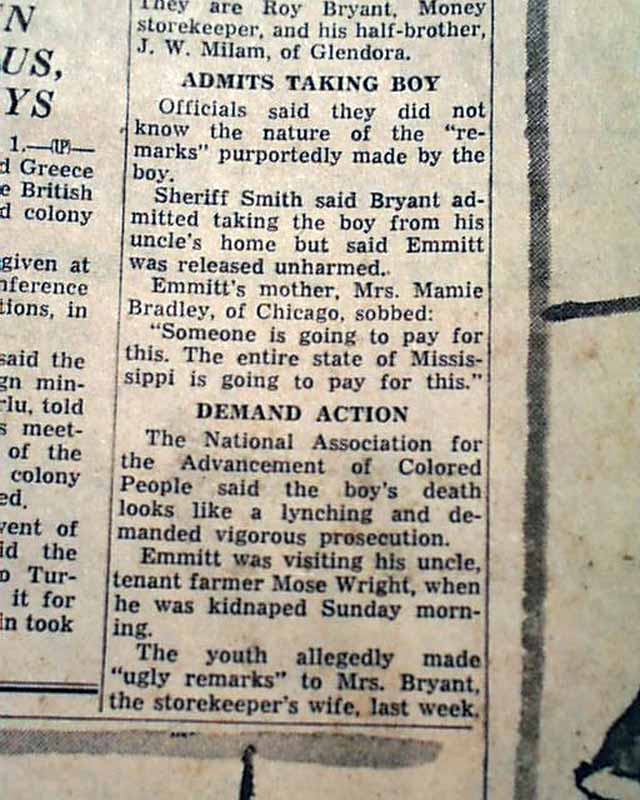 N
US,
YS
1.—(UP)—
d Greece
e British
d colony
given at
nference
tions, in
said the
gn min-
rlu, told
s meet-
of the
colony
ed.
vent of
id the
o Tur-
it for
in took
They are Roy Bryant, Money
storekeeper, and his half-brother,
J. W. Milam, of Glendora.
ADMITS TAKING BOY
Officials said they did not
know the nature of the “re-
marks” purportedly made by the
boy.
Sheriff Smith said Bryant ad-
mitted taking the boy from his
uncle's home but said Emmitt
was released unharmed.
Emmitt's mother, Mrs. Mamie
Bradley, of Chicago, sobbed:
“Someone is going to pay for
this. The entire state of Missis-
sippi is going to pay for this.”
DEMAND ACTION
The National Association for
the Advancement of Colored
People said the boy's death
looks like a lynching and de-
manded vigorous prosecution.
Emmitt was visiting his uncle,
tenant farmer Mose Wright, when
he was kidnaped Sunday morn-
ing.
The youth allegedly made
“ugly remarks” to Mrs. Bryant,
the storekeeper's wife, last week.